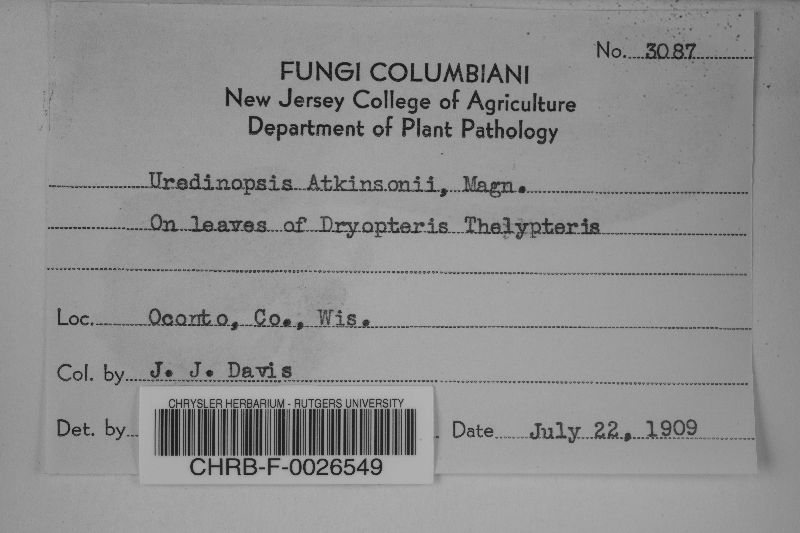 No. 3087
FUNGI COLUMBIANI
New Jersey College of Agriculture
Department of Plant Pathology
Uredinopsis Atkinsonii, Magn.
On leaves of Dryopteris Thelypteris
Loc. Oconto, Co., Wis.
Col. by J. J. Davis
Det. by
Date July 22, 1909
CHRYSLER HERBARIUM - RUTGERS UNIVERSITY
CHRB-F-0026549